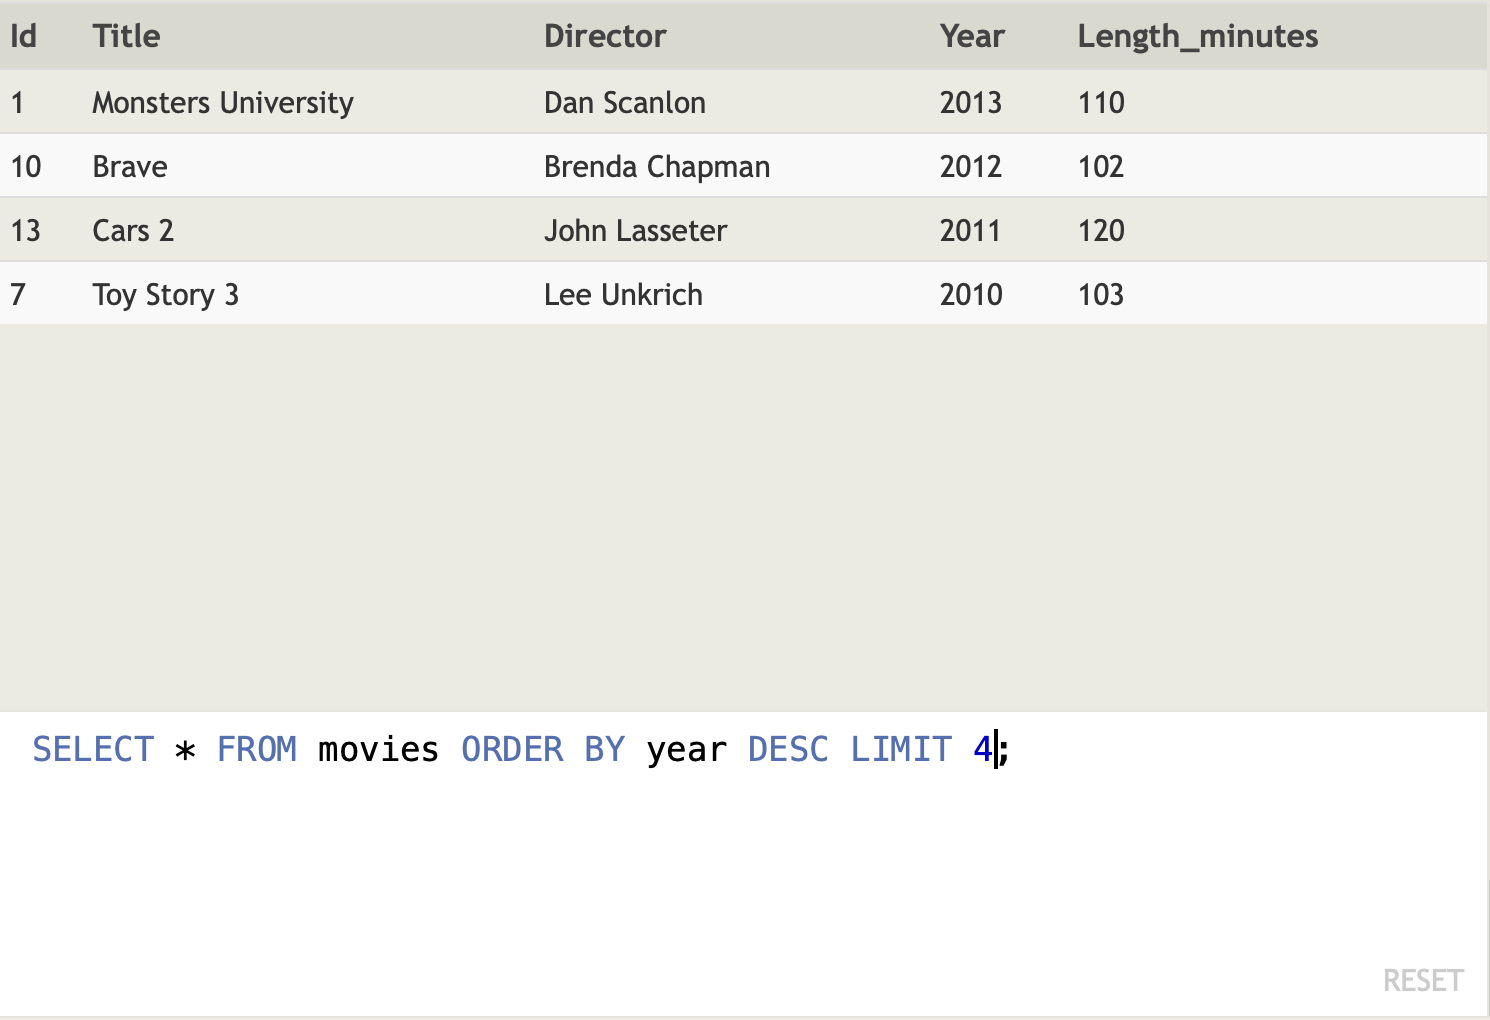 Id Title Director Year Length_minutes
1 Monsters University Dan Scanlon 2013 110
10 Brave Brenda Chapman 2012 102
13 Cars 2 John Lasseter 2011 120
7 Toy Story 3 Lee Unkrich 2010 103
SELECT * FROM movies ORDER BY year DESC LIMIT 4;
RESET